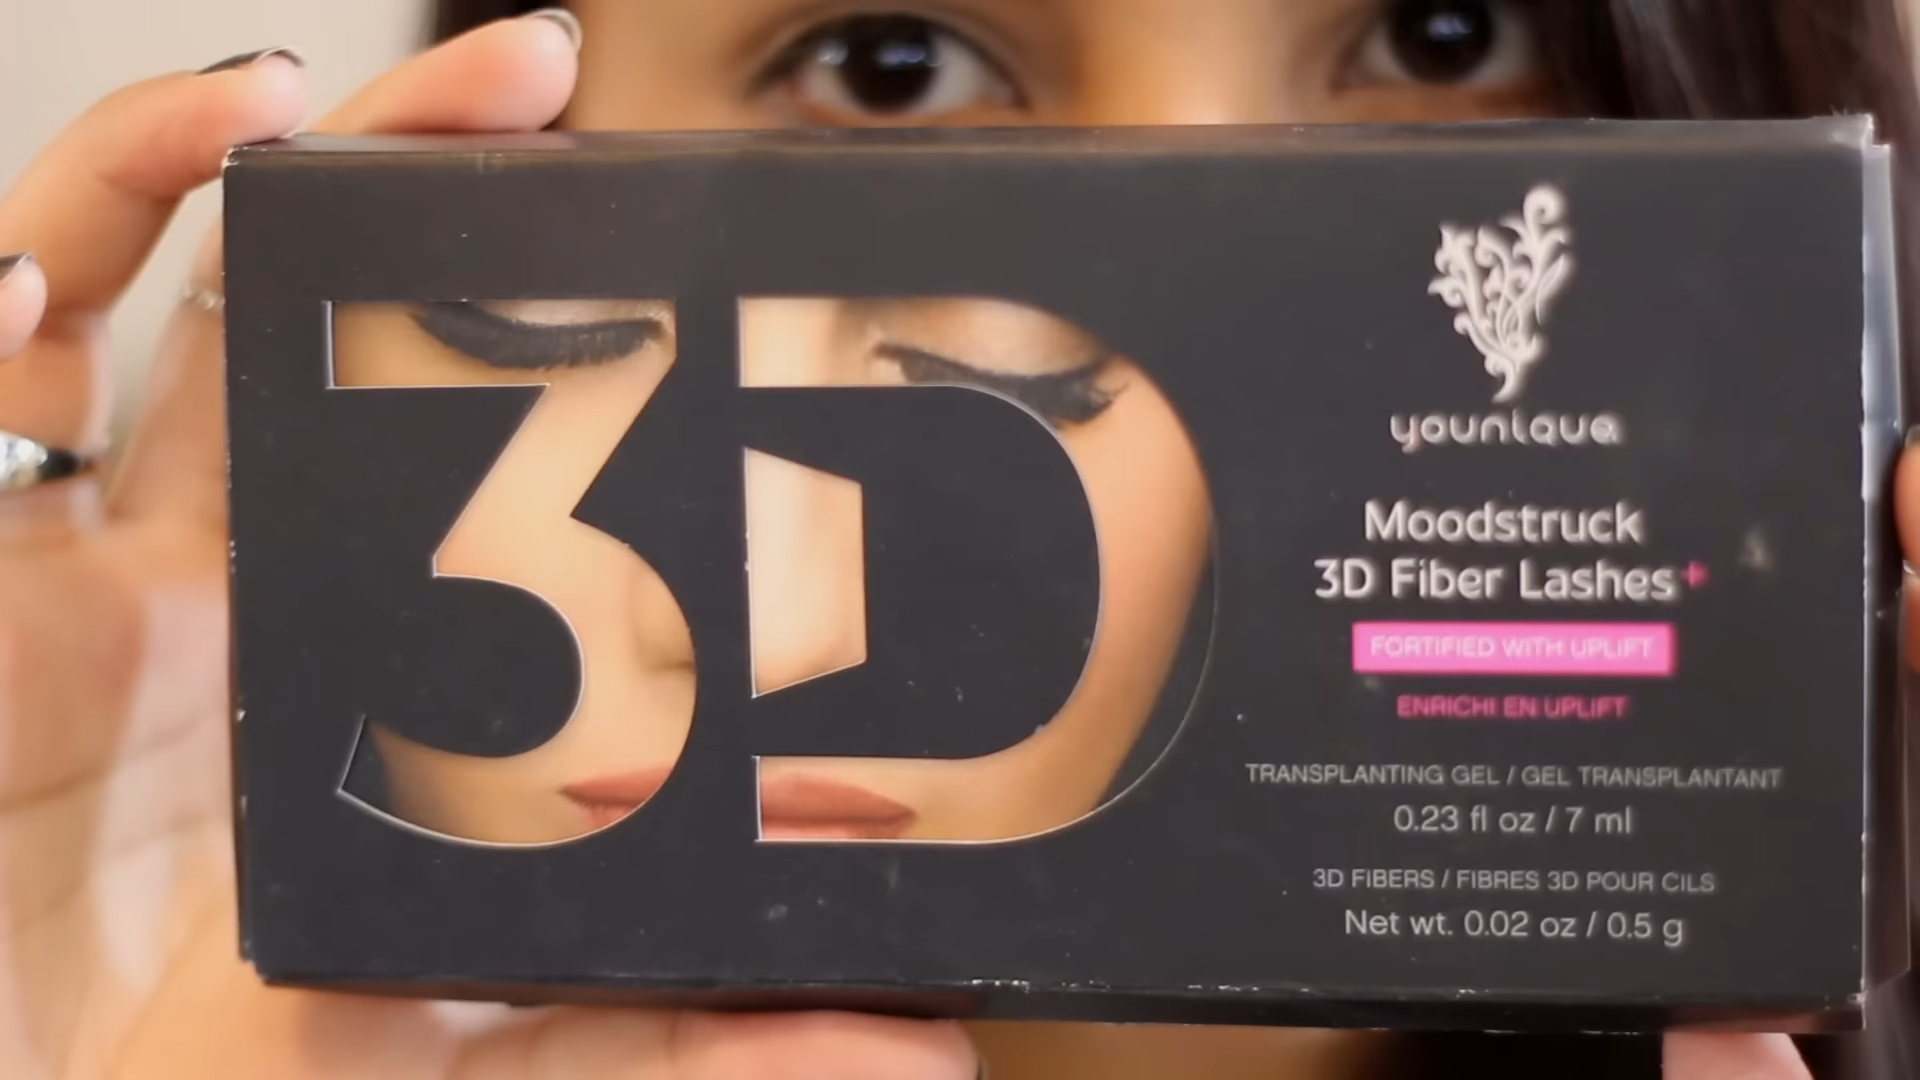 3D
younique
Moodstruck
3D Fiber Lashes+
FORTIFIED WITH UPLIFT
ENRICHI EN UPLIFT
TRANSPLANTING GEL / GEL TRANSPLANTANT
0.23 fl oz / 7 ml
3D FIBERS / FIBRES 3D POUR CILS
Net wt. 0.02 oz / 0.5 g